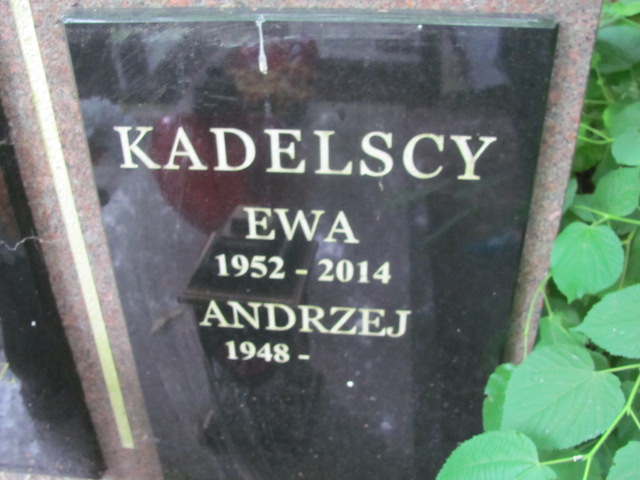 KADELSCY
EWA
1952 - 2014
ANDRZEJ
1948 -